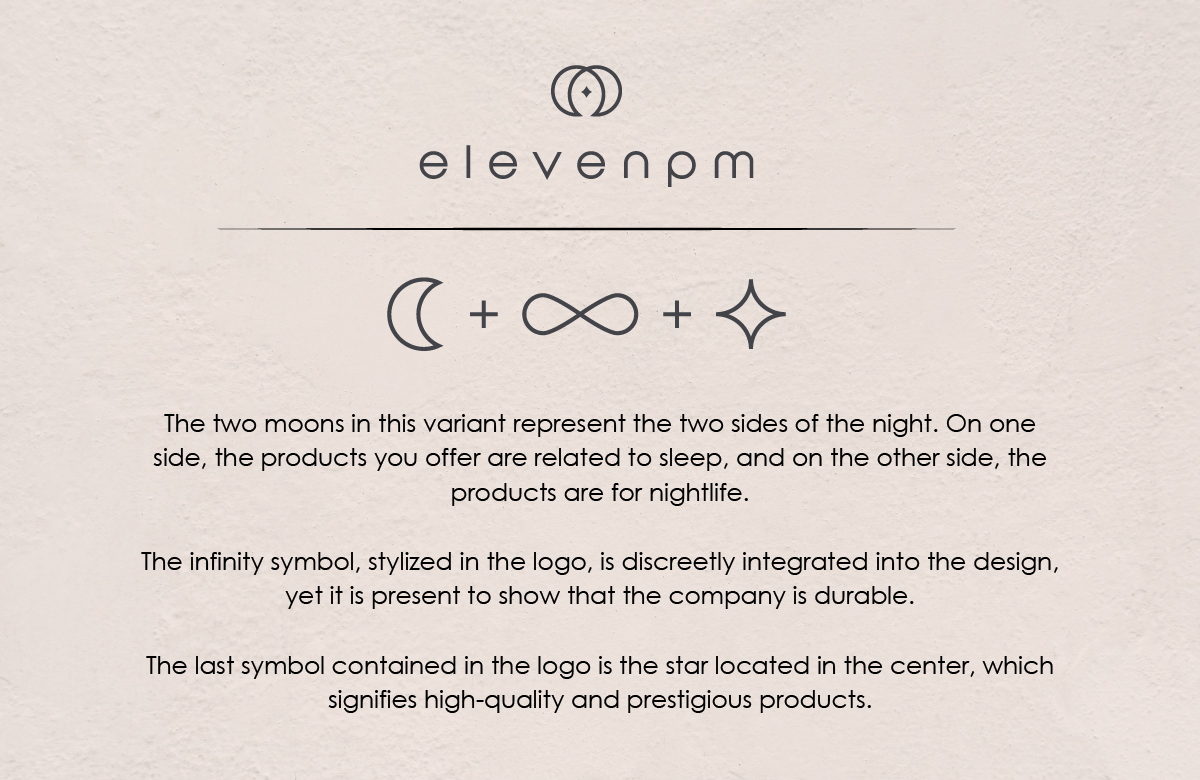 elevenpm
The two moons in this variant represent the two sides of the night. On one
side, the products you offer are related to sleep, and on the other side, the
products are for nightlife.
The infinity symbol, stylized in the logo, is discreetly integrated into the design,
yet it is present to show that the company is durable.
The last symbol contained in the logo is the star located in the center, which
signifies high-quality and prestigious products.